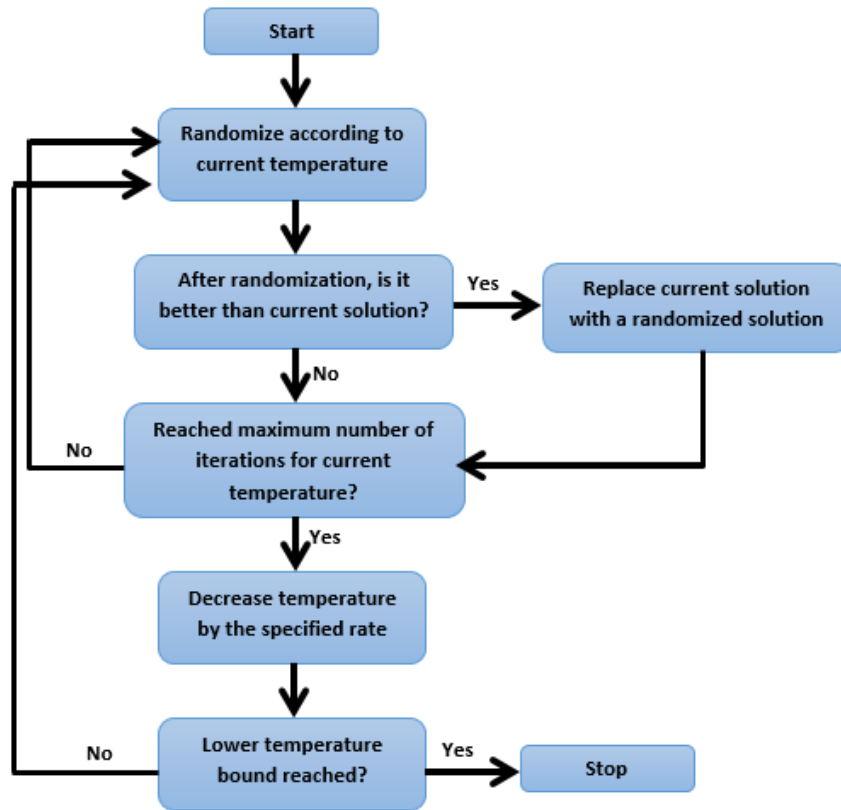 Start
Randomize according to
current temperature
After randomization, is it
better than current solution?
Yes
Replace current solution
with a randomized solution
No
Reached maximum number of
iterations for current
temperature?
No
Yes
Decrease temperature
by the specified rate
Lower temperature
bound reached?
No
Yes
Stop